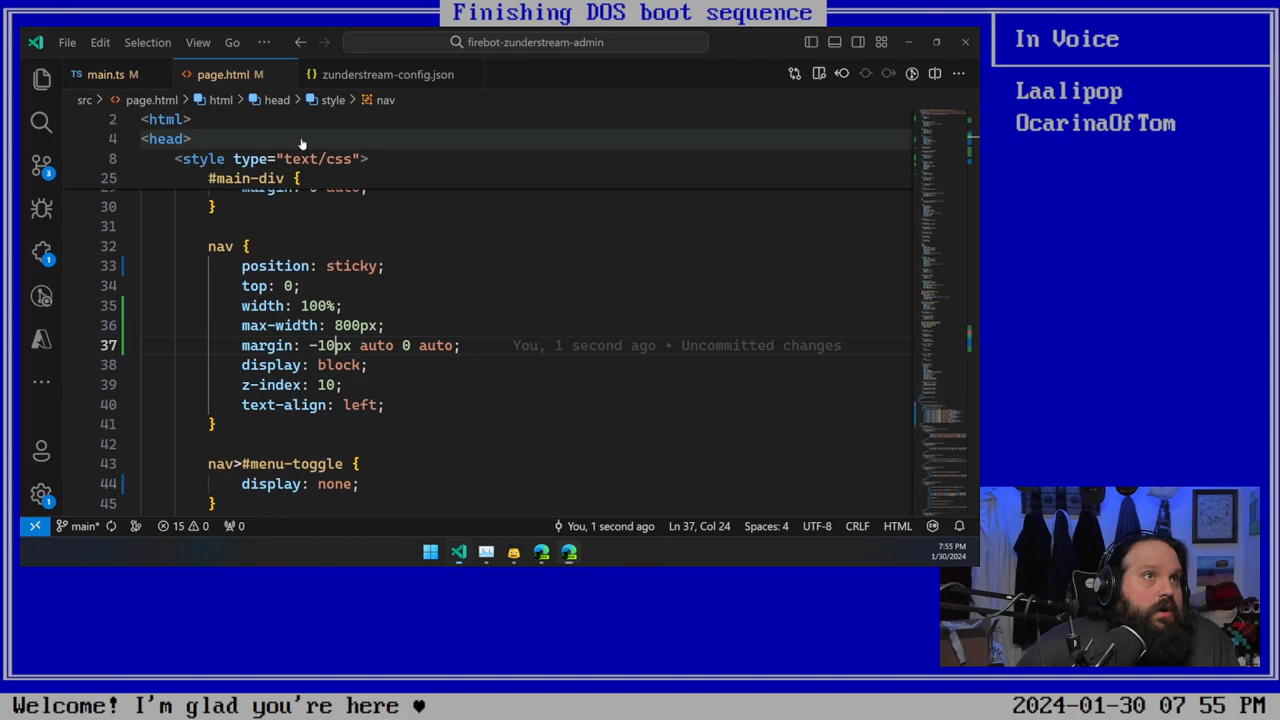 Finishing DOS boot sequence
In Voice
Laalipop
OcarinaOfTom
File Edit Selection View Go ··· firebot-zunderstream-admin
TS main.ts M page.html M {} zunderstream-config.json
src > page.html > html > head > style > nav
2 <html>
4 <head>
<style type="text/css">
25 #main-div {
30 }
31
32 nav {
33 position: sticky;
34 top: 0;
35 width: 100%;
36 max-width: 800px;
37 margin: -10px auto 0 auto; You, 1 second ago • Uncommitted changes
38 display: block;
39 z-index: 10;
40 text-align: left;
41 }
42
43 nav>#menu-toggle {
44 display: none;
45 }
3
1
1
main* 15 0 0 You, 1 second ago Ln 37, Col 24 Spaces: 4 UTF-8 CRLF HTML
7:55 PM
1/30/2024
Welcome! I'm glad you're here ♥ 2024-01-30 07 55 PM